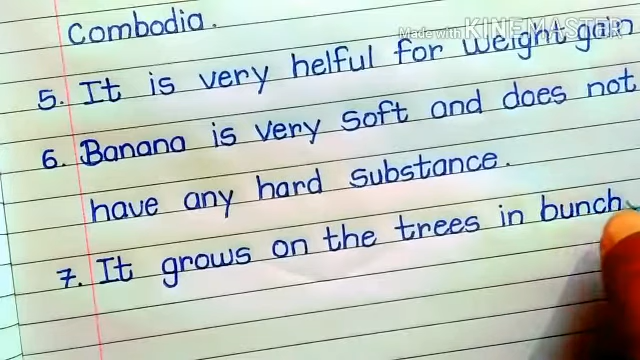 Combodia.
Made with KINEMASTER
5. It is very helful for weight gain
6. Banana is very soft and does not
have any hard substance.
7. It grows on the trees in bunch